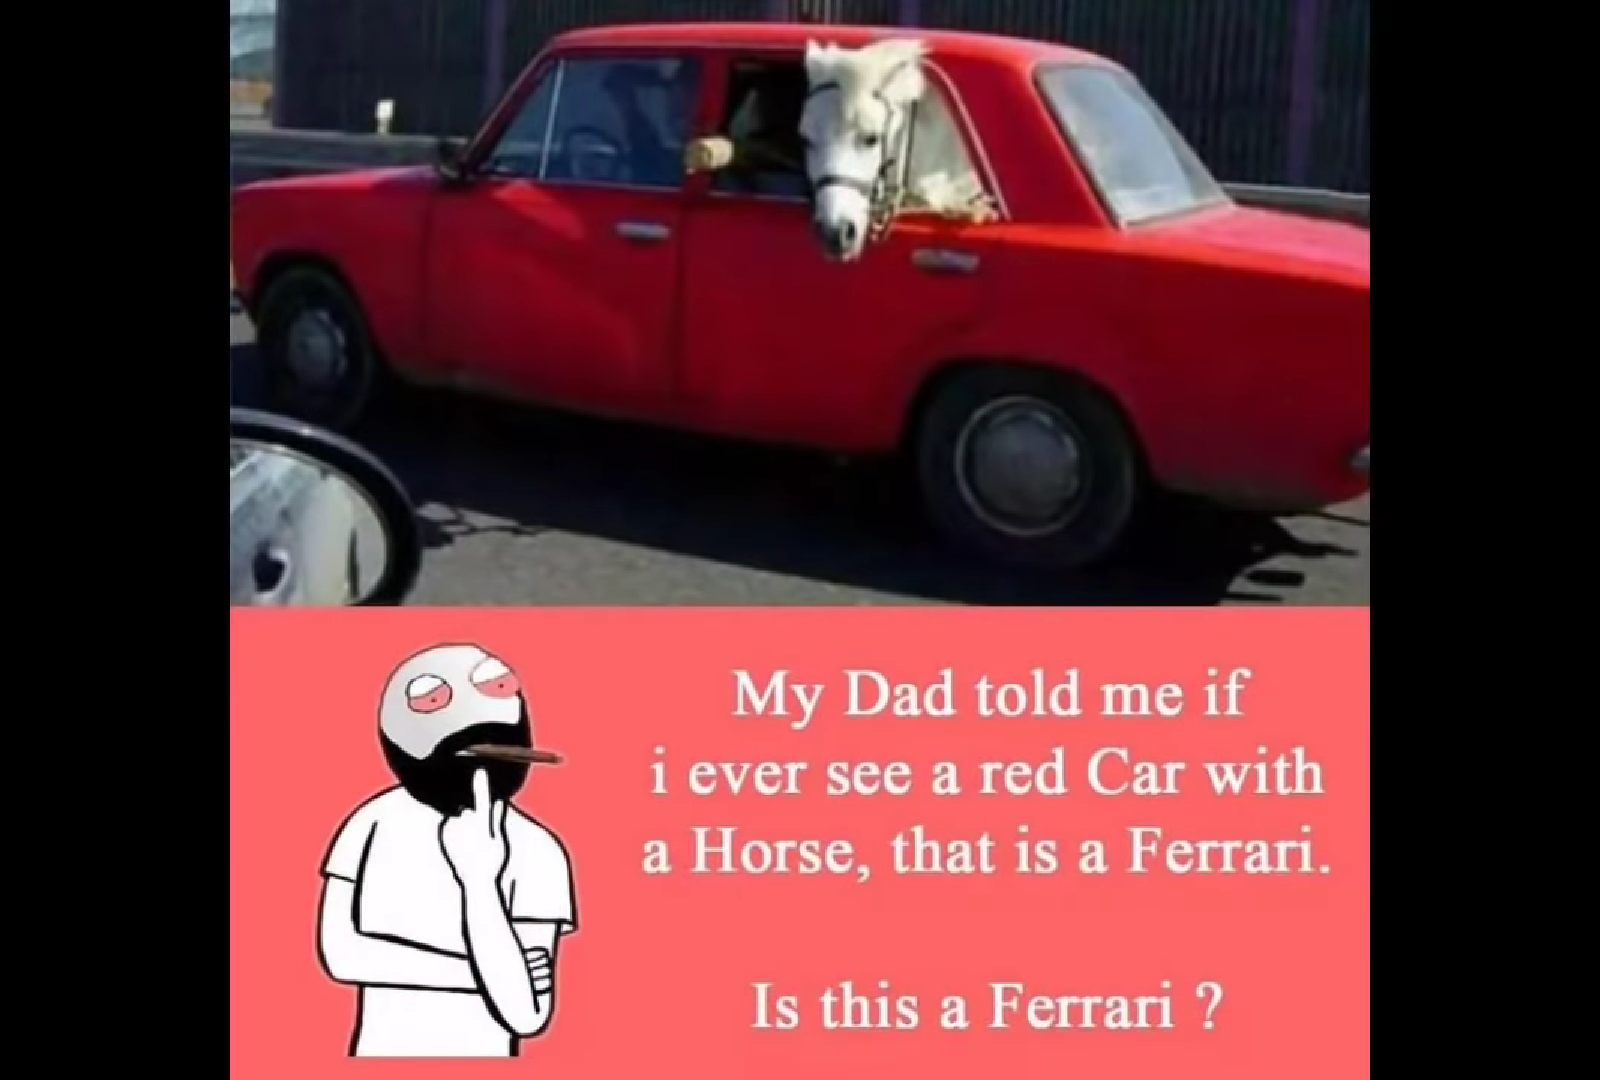 My Dad told me if
i ever see a red Car with
a Horse, that is a Ferrari.
Is this a Ferrari ?